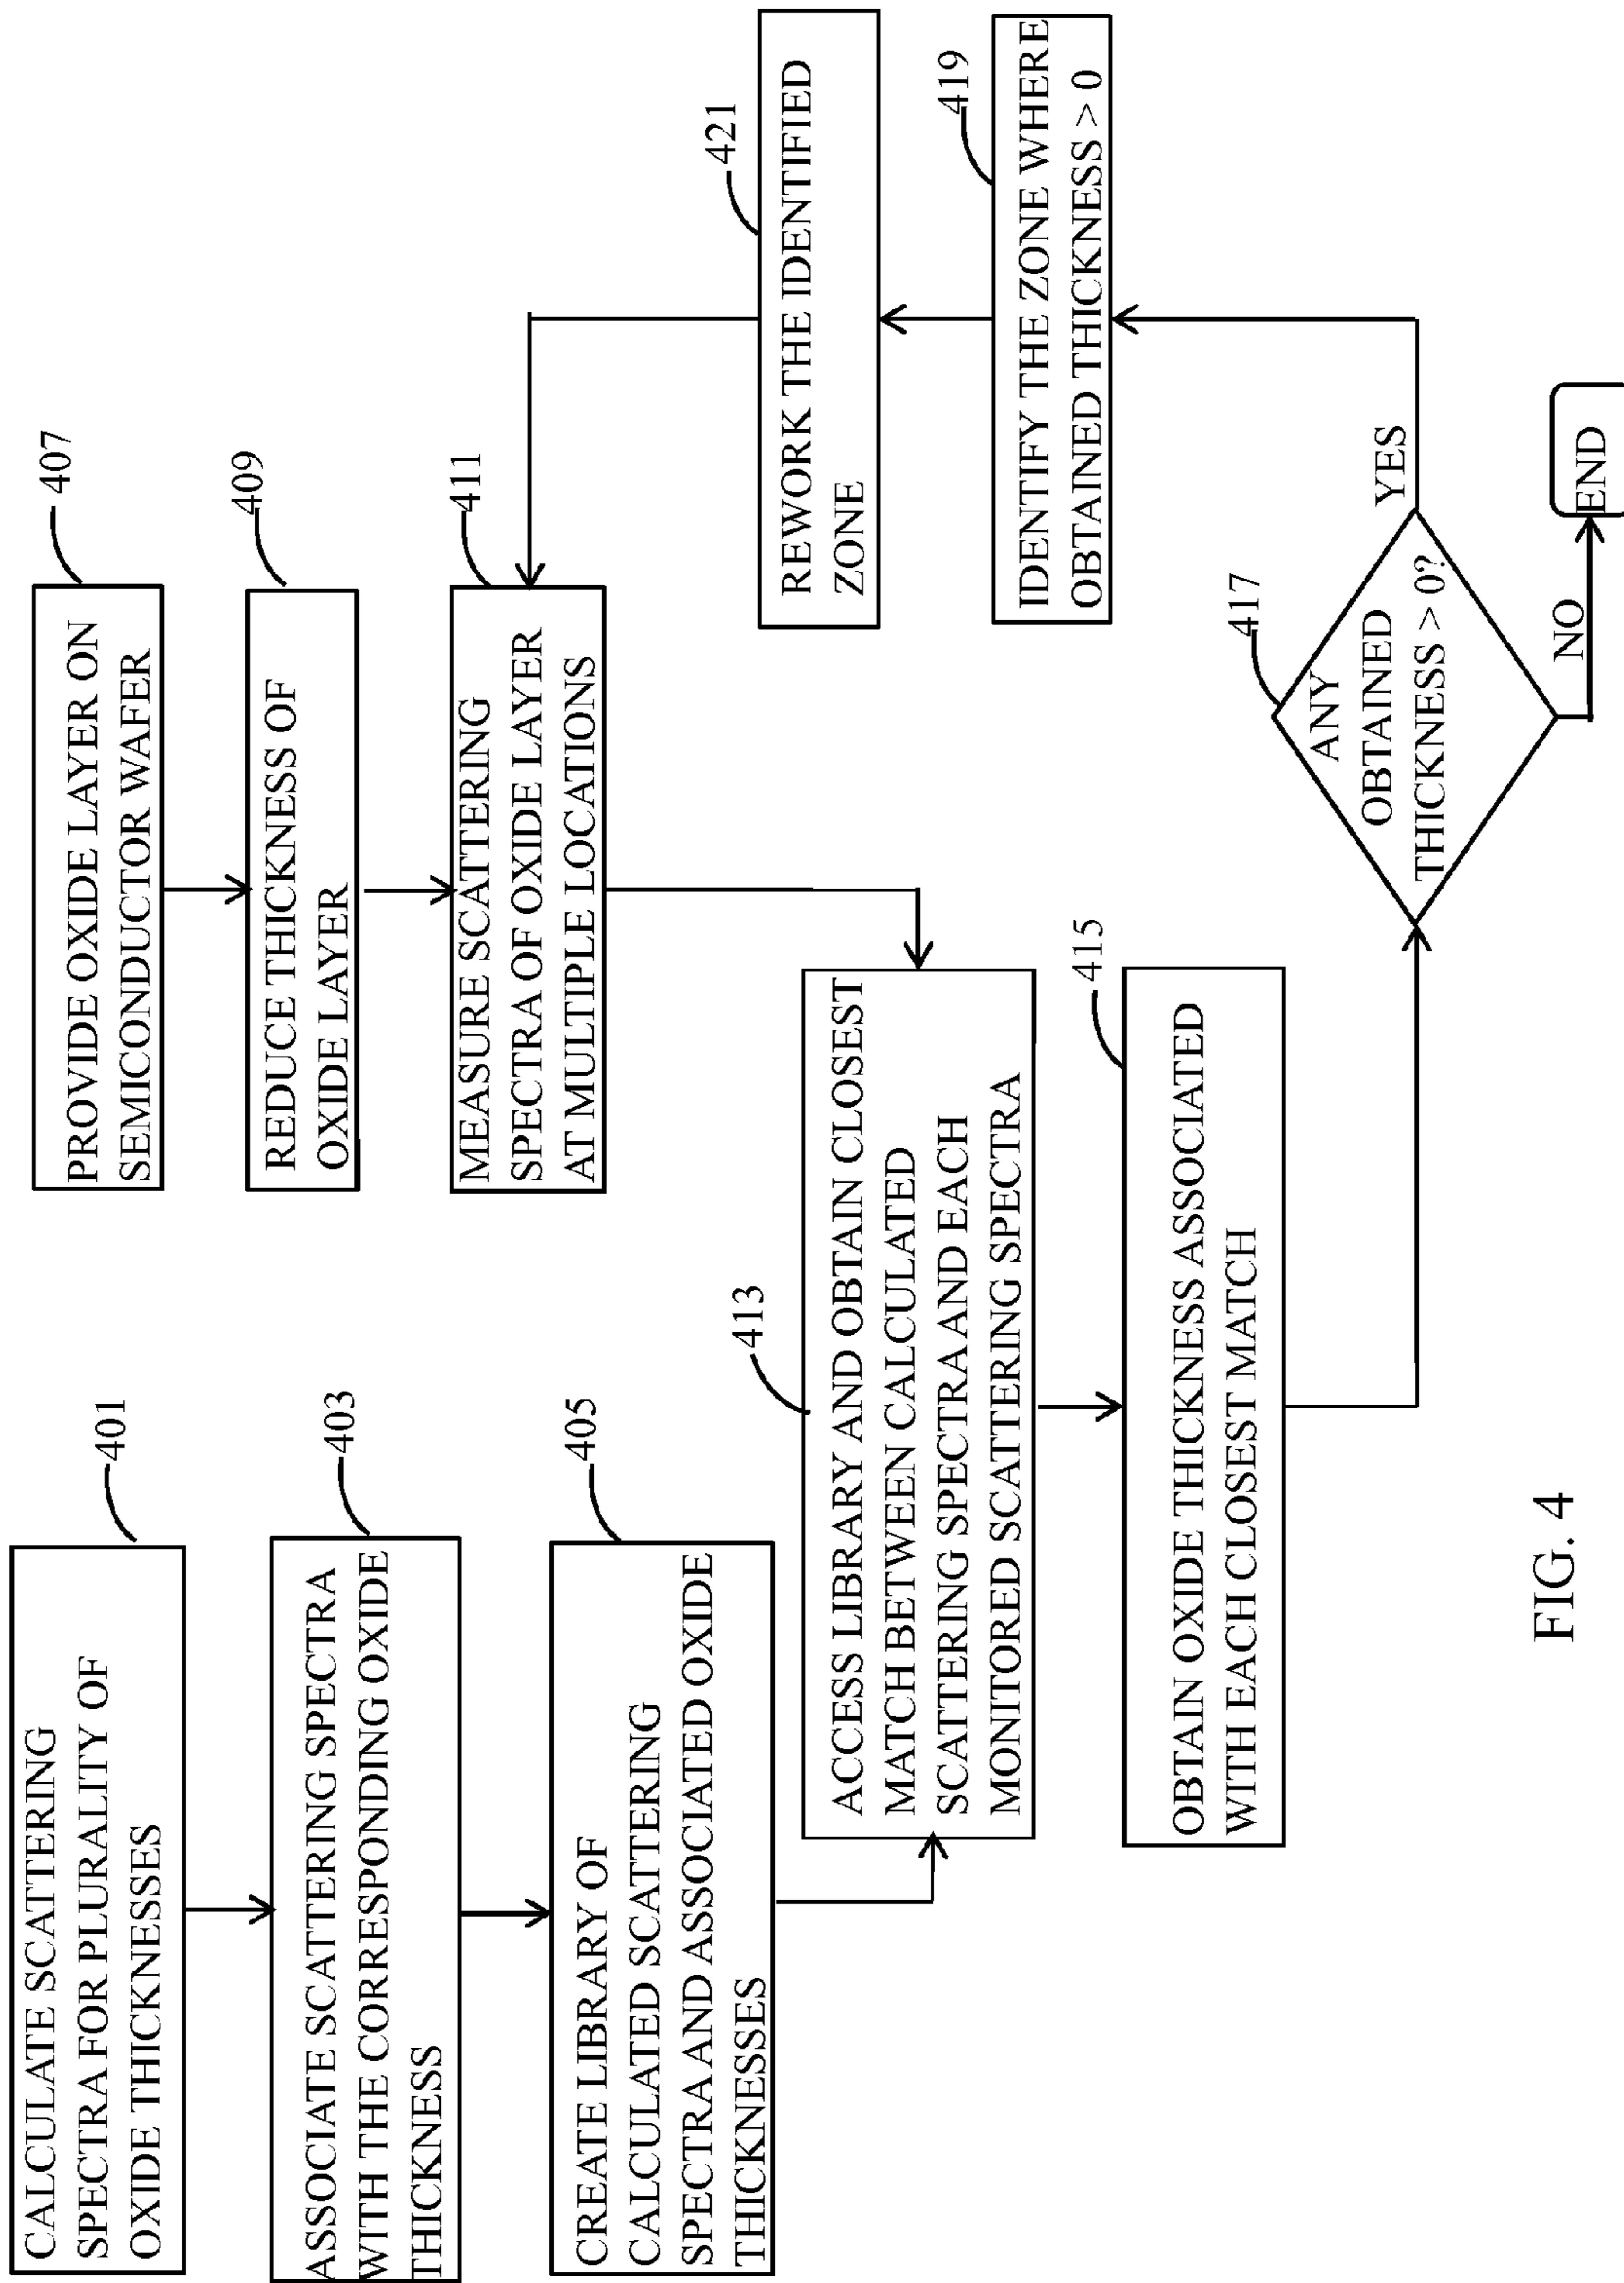 401
CALCULATE SCATTERING
SPECTRA FOR PLURALITY OF
OXIDE THICKNESSES
403
ASSOCIATE SCATTERING SPECTRA
WITH THE CORRESPONDING OXIDE
THICKNESS
405
CREATE LIBRARY OF
CALCULATED SCATTERING
SPECTRA AND ASSOCIATED OXIDE
THICKNESSES
407
PROVIDE OXIDE LAYER ON
SEMICONDUCTOR WAFER
409
REDUCE THICKNESS OF
OXIDE LAYER
411
MEASURE SCATTERING
SPECTRA OF OXIDE LAYER
AT MULTIPLE LOCATIONS
413
ACCESS LIBRARY AND OBTAIN CLOSEST
MATCH BETWEEN CALCULATED
SCATTERING SPECTRA AND EACH
MONITORED SCATTERING SPECTRA
415
OBTAIN OXIDE THICKNESS ASSOCIATED
WITH EACH CLOSEST MATCH
417
ANY
OBTAINED
THICKNESS > 0?
YES
NO
END
419
IDENTIFY THE ZONE WHERE
OBTAINED THICKNESS > 0
421
REWORK THE IDENTIFIED
ZONE
FIG. 4